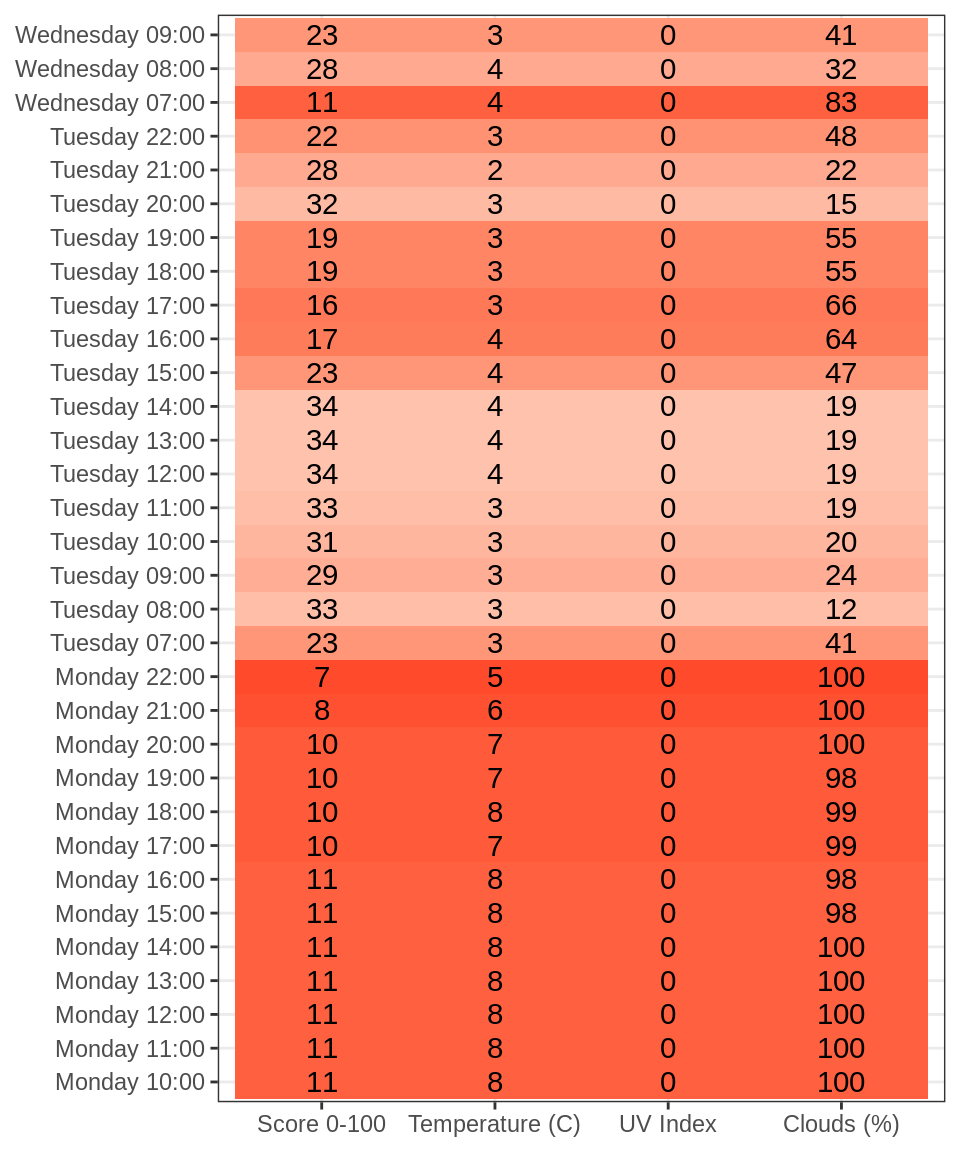 Wednesday 09:00 23 3 0 41
Wednesday 08:00 28 4 0 32
Wednesday 07:00 11 4 0 83
Tuesday 22:00 22 3 0 48
Tuesday 21:00 28 2 0 22
Tuesday 20:00 32 3 0 15
Tuesday 19:00 19 3 0 55
Tuesday 18:00 19 3 0 55
Tuesday 17:00 16 3 0 66
Tuesday 16:00 17 4 0 64
Tuesday 15:00 23 4 0 47
Tuesday 14:00 34 4 0 19
Tuesday 13:00 34 4 0 19
Tuesday 12:00 34 4 0 19
Tuesday 11:00 33 3 0 19
Tuesday 10:00 31 3 0 20
Tuesday 09:00 29 3 0 24
Tuesday 08:00 33 3 0 12
Tuesday 07:00 23 3 0 41
Monday 22:00 7 5 0 100
Monday 21:00 8 6 0 100
Monday 20:00 10 7 0 100
Monday 19:00 10 7 0 98
Monday 18:00 10 8 0 99
Monday 17:00 10 7 0 99
Monday 16:00 11 8 0 98
Monday 15:00 11 8 0 98
Monday 14:00 11 8 0 100
Monday 13:00 11 8 0 100
Monday 12:00 11 8 0 100
Monday 11:00 11 8 0 100
Monday 10:00 11 8 0 100
Score 0-100 Temperature (C) UV Index Clouds (%)